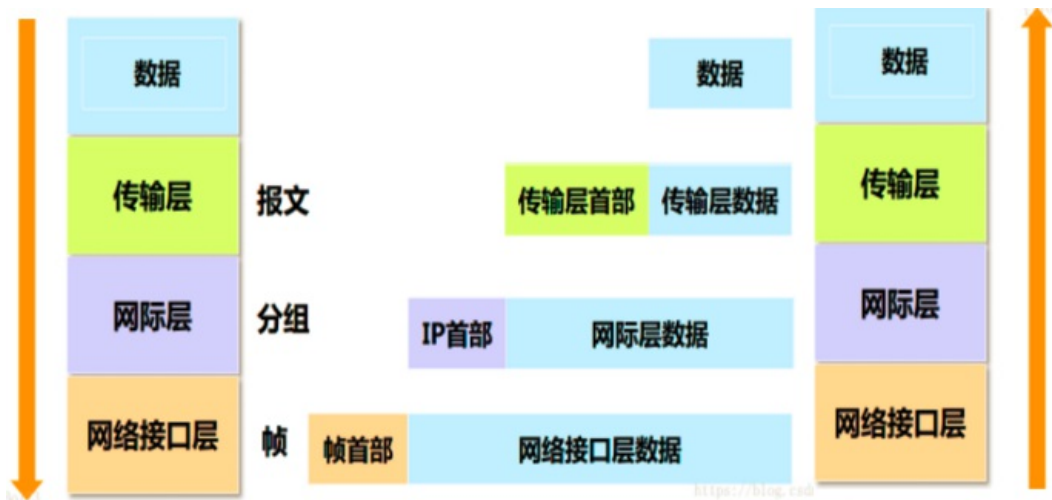 数据
数据
数据
传输层
报文
传输层首部
传输层数据
传输层
网际层
分组
IP首部
网际层数据
网际层
网络接口层
帧
帧首部
网络接口层数据
网络接口层
https://blog.csd